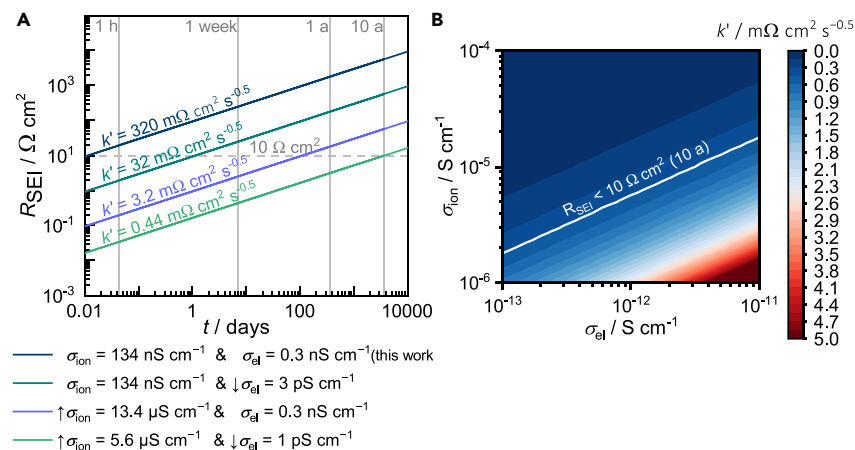 A
1 h
1 week
1 a
10 a
10³
10¹
10⁻¹
10⁻³
R_SEI / Ω cm²
k' = 320 mΩ cm² s⁻⁰·⁵
k' = 32 mΩ cm² s⁻⁰·⁵
10 Ω cm²
k' = 3.2 mΩ cm² s⁻⁰·⁵
k' = 0.44 mΩ cm² s⁻⁰·⁵
0.01
1
100
10000
t / days
σ_ion = 134 nS cm⁻¹ & σ_el = 0.3 nS cm⁻¹(this work
σ_ion = 134 nS cm⁻¹ & ↓σ_el = 3 pS cm⁻¹
↑σ_ion = 13.4 µS cm⁻¹ & σ_el = 0.3 nS cm⁻¹
↑σ_ion = 5.6 µS cm⁻¹ & ↓σ_el = 1 pS cm⁻¹
B
k' / mΩ cm² s⁻⁰·⁵
10⁻⁴
10⁻⁵
10⁻⁶
σ_ion / S cm⁻¹
R_SEI < 10 Ω cm² (10 a)
10⁻¹³
10⁻¹²
10⁻¹¹
σ_el / S cm⁻¹
0.0
0.3
0.6
0.9
1.2
1.5
1.8
2.1
2.3
2.6
2.9
3.2
3.5
3.8
4.1
4.4
4.7
5.0